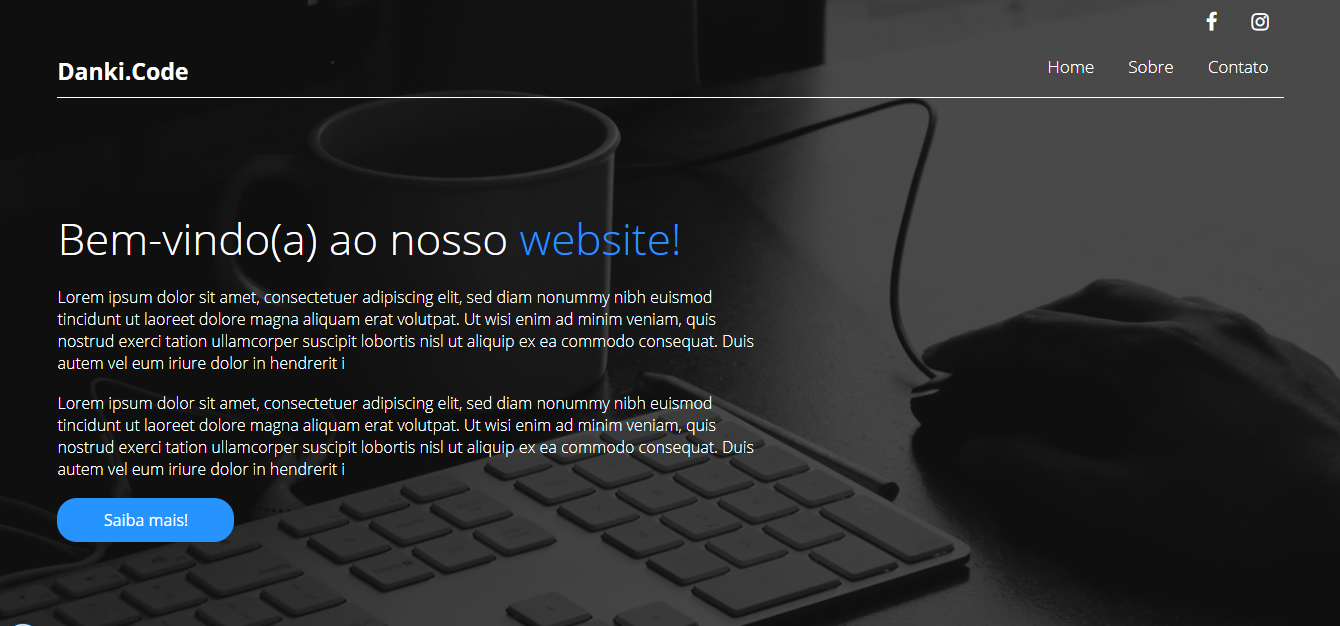 Danki.Code
Home Sobre Contato
Bem-vindo(a) ao nosso website!
Lorem ipsum dolor sit amet, consectetuer adipiscing elit, sed diam nonummy nibh euismod
tincidunt ut laoreet dolore magna aliquam erat volutpat. Ut wisi enim ad minim veniam, quis
nostrud exerci tation ullamcorper suscipit lobortis nisl ut aliquip ex ea commodo consequat. Duis
autem vel eum iriure dolor in hendrerit i
Lorem ipsum dolor sit amet, consectetuer adipiscing elit, sed diam nonummy nibh euismod
tincidunt ut laoreet dolore magna aliquam erat volutpat. Ut wisi enim ad minim veniam, quis
nostrud exerci tation ullamcorper suscipit lobortis nisl ut aliquip ex ea commodo consequat. Duis
autem vel eum iriure dolor in hendrerit i
Saiba mais!